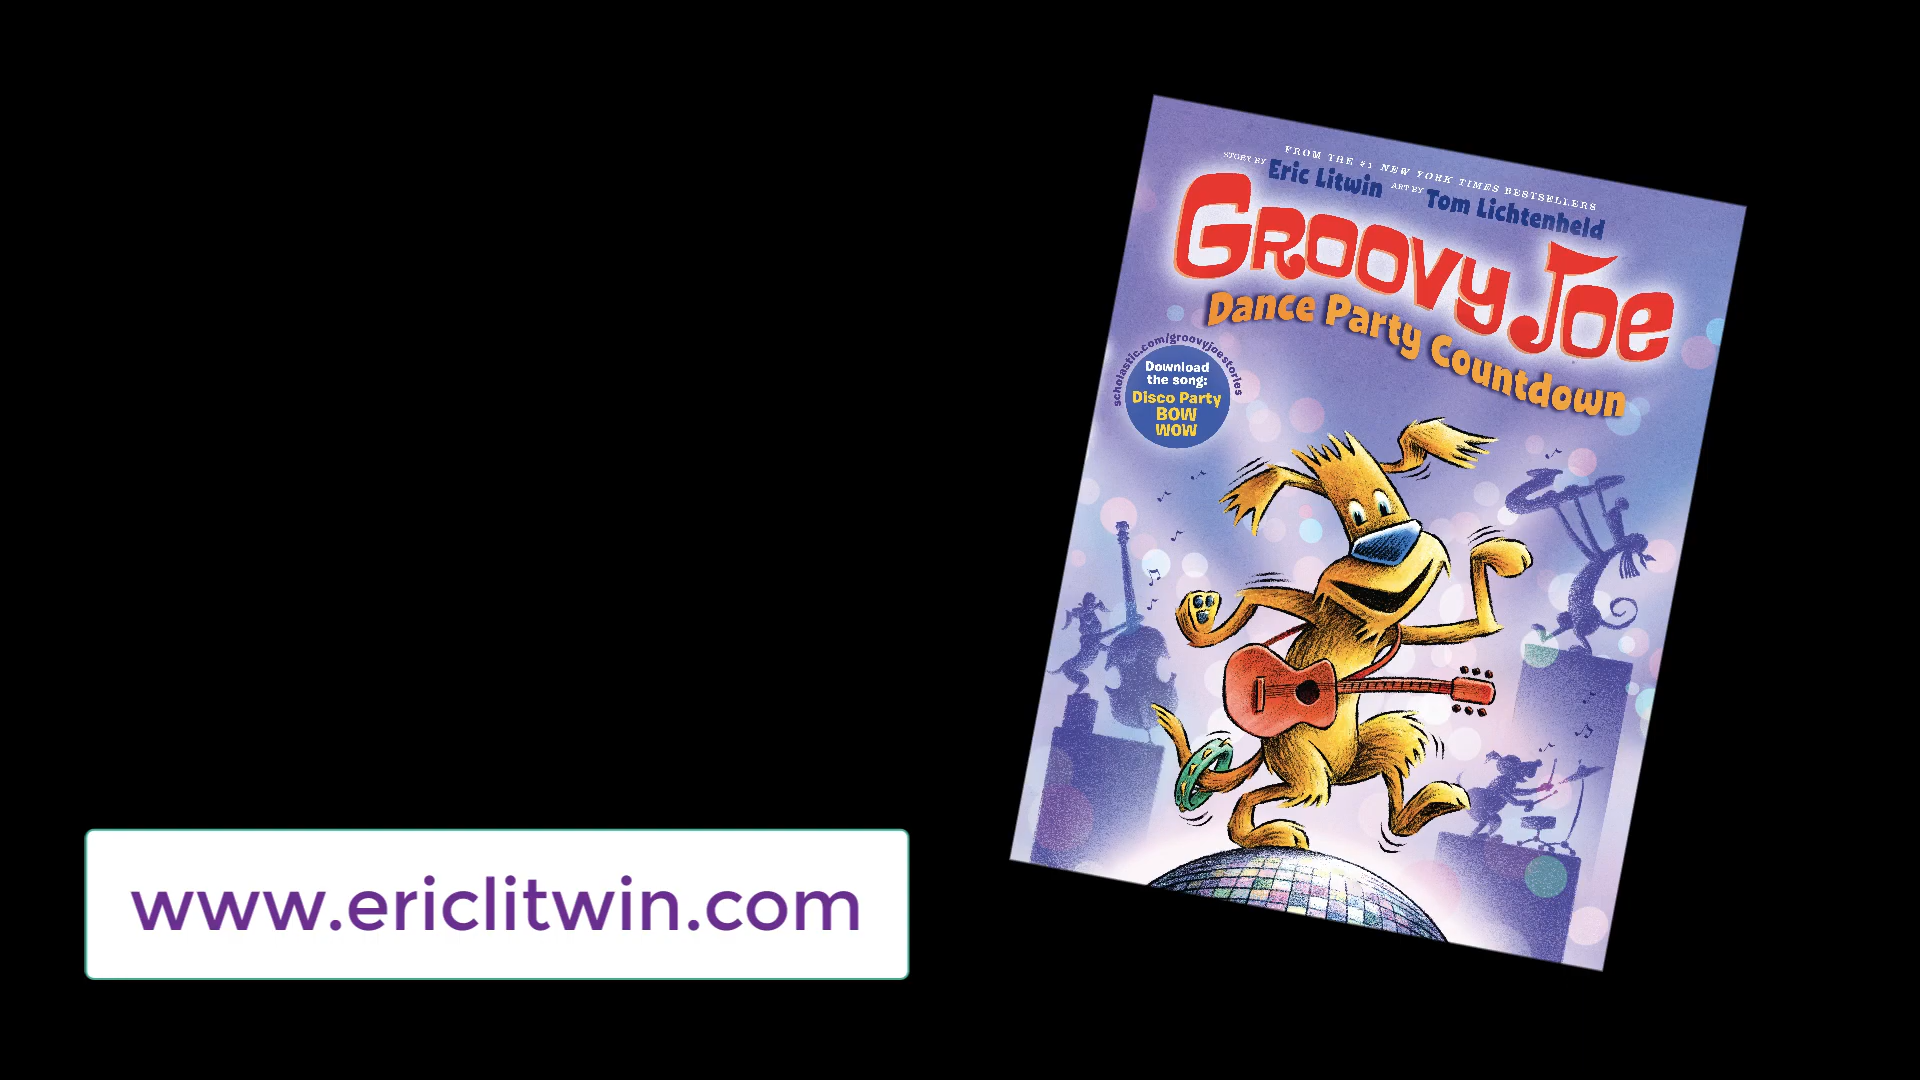 FROM THE #1 NEW YORK TIMES BESTSELLERS
STORY BY Eric Litwin ART BY Tom Lichtenheld
GROOVY JOE
Dance Party Countdown
scholastic.com/groovyjoestories
Download
the song:
Disco Party
BOW
WOW
www.ericlitwin.com